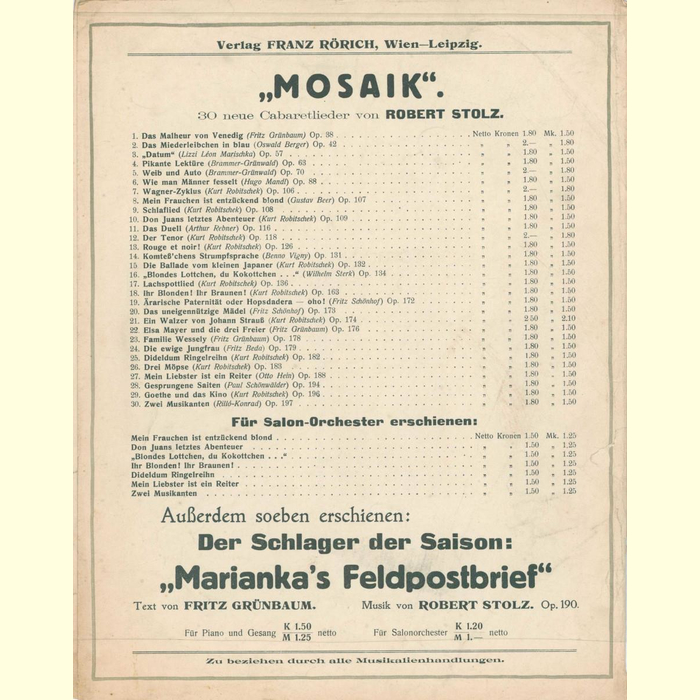 Verlag FRANZ RÖRICH, Wien—Leipzig.
„MOSAIK“.
30 neue Cabaretlieder von ROBERT STOLZ.
1. Das Malheur von Venedig (Fritz Grünbaum) Op. 38 Netto Kronen 1.80 Mk. 1.50
2. Das Miederleibchen in blau (Oswald Berger) Op. 42 „ „ 2.— „ 1.80
3. „Datum“ (Lizzi Léon Marischka) Op. 57 „ „ 1.80 „ 1.50
4. Pikante Lektüre (Brammer-Grünwald) Op. 63 „ „ 1.80 „ 1.50
5. Weib und Auto (Brammer-Grünwald) Op. 70 „ „ 2.— „ 1.80
6. Wie man Männer fesselt (Hugo Mandl) Op. 88 „ „ 1.80 „ 1.50
7. Wagner-Zyklus (Kurt Robitschek) Op. 106 „ „ 2.— „ 1.80
8. Mein Frauchen ist entzückend blond (Gustav Beer) Op. 107 „ „ 1.80 „ 1.50
9. Schlaflied (Kurt Robitschek) Op. 108 „ „ 1.80 „ 1.50
10. Don Juans letztes Abenteuer (Kurt Robitschek) Op. 109 „ „ 1.80 „ 1.50
11. Das Duell (Arthur Rebner) Op. 116 „ „ 1.80 „ 1.50
12. Der Tenor (Kurt Robitschek) Op. 118 „ „ 2.— „ 1.80
13. Rouge et noir! (Kurt Robitschek) Op. 126 „ „ 1.80 „ 1.50
14. Komteß'chens Strumpfsprache (Benno Vigny) Op. 131 „ „ 1.80 „ 1.50
15 Die Ballade vom kleinen Japaner (Kurt Robitschek) Op. 132 „ „ 1.80 „ 1.50
16. „Blondes Lottchen, du Kokottchen . . .“ (Wilhelm Sterk) Op. 134 „ „ 1.80 „ 1.50
17. Lachspottlied (Kurt Robitschek) Op. 136 „ „ 1.80 „ 1.50
18. Ihr Blonden! Ihr Braunen! (Kurt Robitschek) Op. 163 „ „ 1.80 „ 1.50
19. Ärarische Paternität oder Hopsdadera — oho! (Fritz Schönhof) Op. 172 „ „ 1.80 „ 1.50
20. Das uneigennützige Mädel (Fritz Schönhof) Op. 173 „ „ 1.80 „ 1.50
21. Ein Walzer von Johann Strauß (Kurt Robitschek) Op. 174 „ „ 2 50 „ 2.10
22. Elsa Mayer und die drei Freier (Fritz Grünbaum) Op. 176 „ „ 1.80 „ 1.50
23. Familie Wessely (Fritz Grünbaum) Op. 178 „ „ 1.80 „ 1.50
24. Die ewige Jungfrau (Fritz Beda) Op. 179 „ „ 1.80 „ 1.50
25. Dideldum Ringelreihn (Kurt Robitschek) Op. 182 „ „ 1.80 „ 1.50
26. Drei Möpse (Kurt Robitschek) Op. 183 „ „ 1.80 „ 1.50
27. Mein Liebster ist ein Reiter (Otto Hein) Op. 188 „ „ 1.80 „ 1.50
28. Gesprungene Saiten (Paul Schönwälder) Op. 194 „ „ 1.80 „ 1.50
29. Goethe und das Kino (Kurt Robitschek) Op. 196 „ „ 1.80 „ 1.50
30. Zwei Musikanten (Rilló-Konrad) Op. 197 „ „ 1.80 „ 1.50
Für Salon-Orchester erschienen:
Mein Frauchen ist entzückend blond Netto Kronen 1.50 Mk. 1.25
Don Juans letztes Abenteuer „ „ 1.50 „ 1.25
„Blondes Lottchen, du Kokottchen . . .“ „ „ 1.50 „ 1.25
Ihr Blonden! Ihr Braunen! „ „ 1.50 „ 1.25
Dideldum Ringelreihn „ „ 1.50 „ 1.25
Mein Liebster ist ein Reiter „ „ 1.50 „ 1.25
Zwei Musikanten „ „ 1.50 „ 1.25
Außerdem soeben erschienen:
Der Schlager der Saison:
„Marianka's Feldpostbrief“
Text von FRITZ GRÜNBAUM. Musik von ROBERT STOLZ. Op. 190.
Für Piano und Gesang K 1.50 M 1.25 netto Für Salonorchester K 1.20 M 1.— netto
Zu beziehen durch alle Musikalienhandlungen.